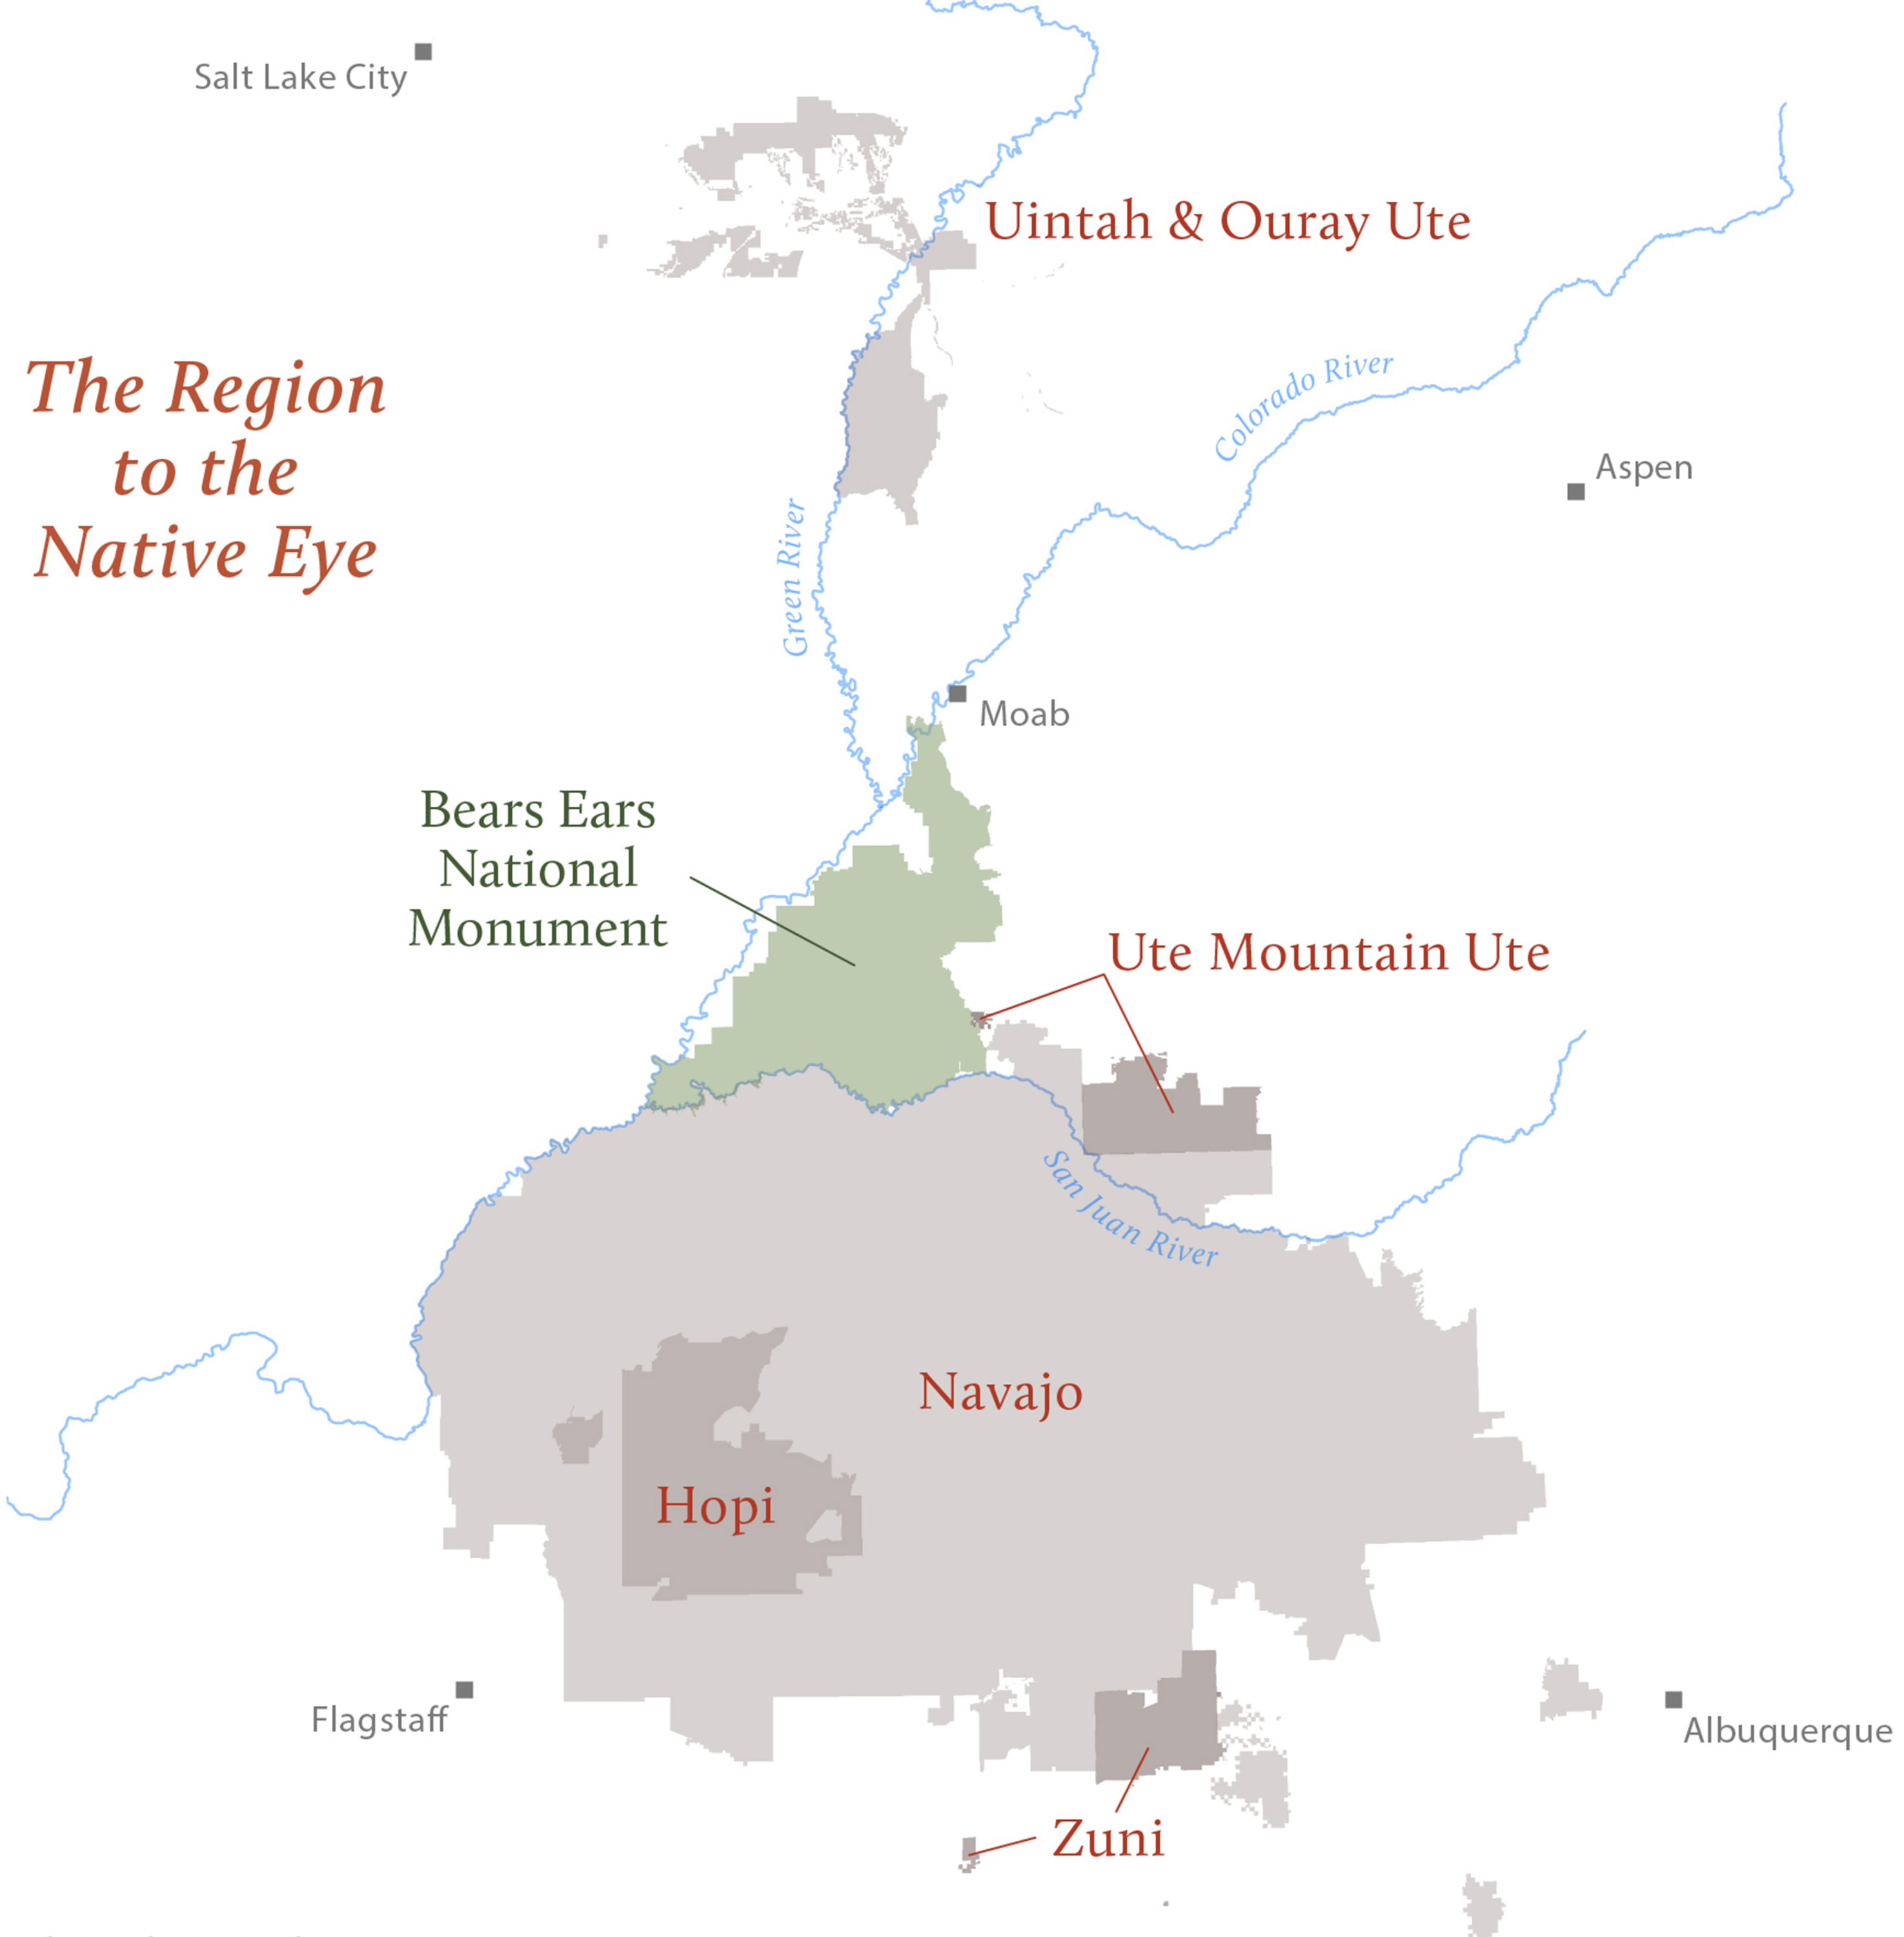 Salt Lake City
Uintah & Ouray Ute
The Region
to the
Native Eye
Colorado River
Aspen
Green River
Moab
Bears Ears
National
Monument
Ute Mountain Ute
San Juan River
Navajo
Hopi
Flagstaff
Albuquerque
Zuni